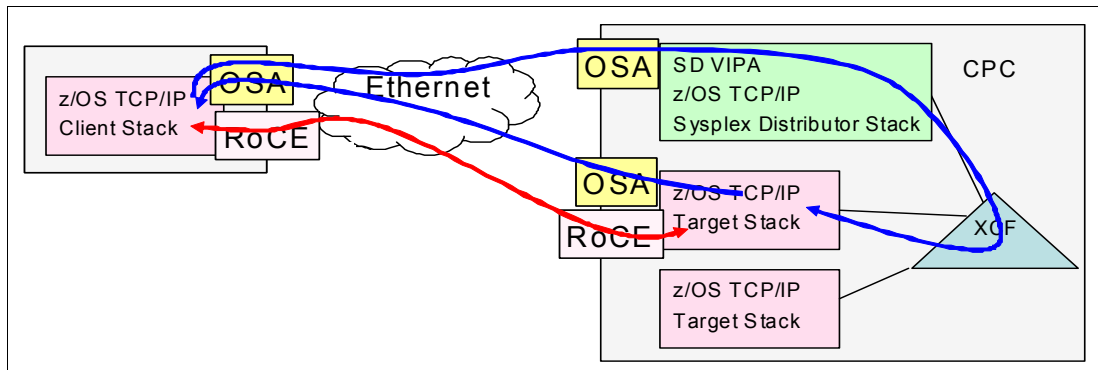 OSA
z/OS TCP/IP
Client Stack
RoCE
Ethernet
OSA
SD VIPA
z/OS TCP/IP
Sysplex Distributor Stack
CPC
OSA
z/OS TCP/IP
Target Stack
RoCE
XCF
z/OS TCP/IP
Target Stack